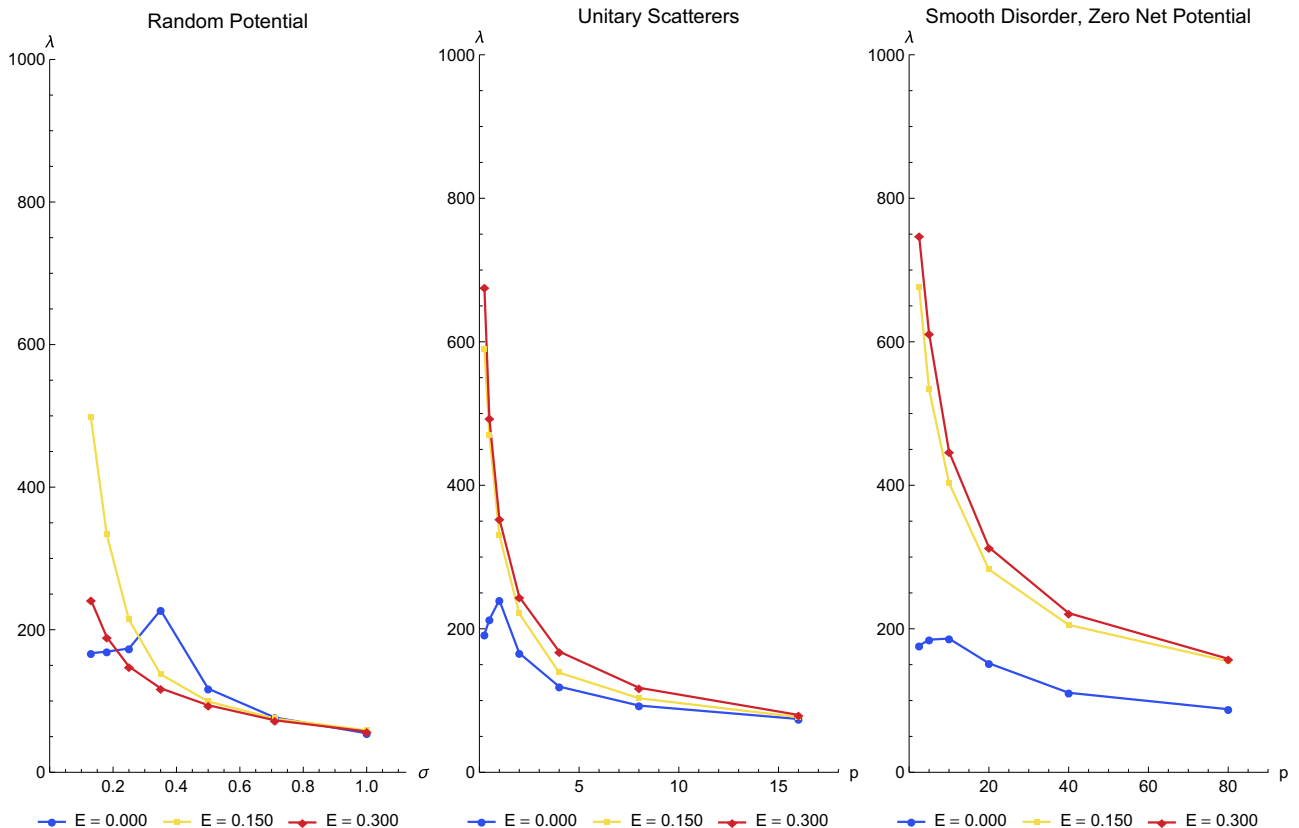 Random Potential
λ
1000
800
600
400
200
0
0.2 0.4 0.6 0.8 1.0 σ
E = 0.000 E = 0.150 E = 0.300
Unitary Scatterers
λ
1000
800
600
400
200
0
5 10 15 p
E = 0.000 E = 0.150 E = 0.300
Smooth Disorder, Zero Net Potential
λ
1000
800
600
400
200
0
20 40 60 80 p
E = 0.000 E = 0.150 E = 0.300